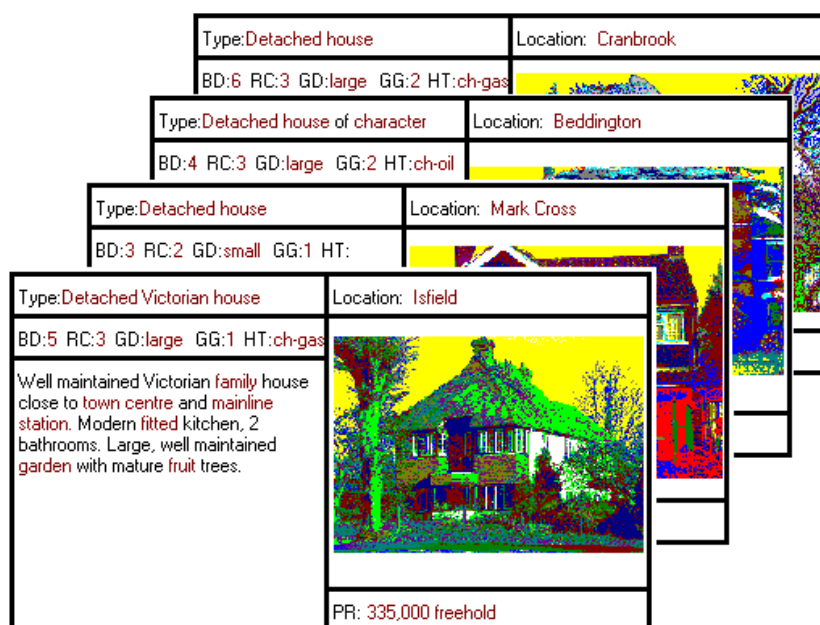 Type:Detached house
Location: Cranbrook
BD:6 RC:3 GD:large GG:2 HT:ch-gas
Type:Detached house of character
Location: Beddington
BD:4 RC:3 GD:large GG:2 HT:ch-oil
Type:Detached house
Location: Mark Cross
BD:3 RC:2 GD:small GG:1 HT:
Type:Detached Victorian house
Location: Isfield
BD:5 RC:3 GD:large GG:1 HT:ch-gas
Well maintained Victorian family house
close to town centre and mainline
station. Modern fitted kitchen, 2
bathrooms. Large, well maintained
garden with mature fruit trees.
PR: 335,000 freehold